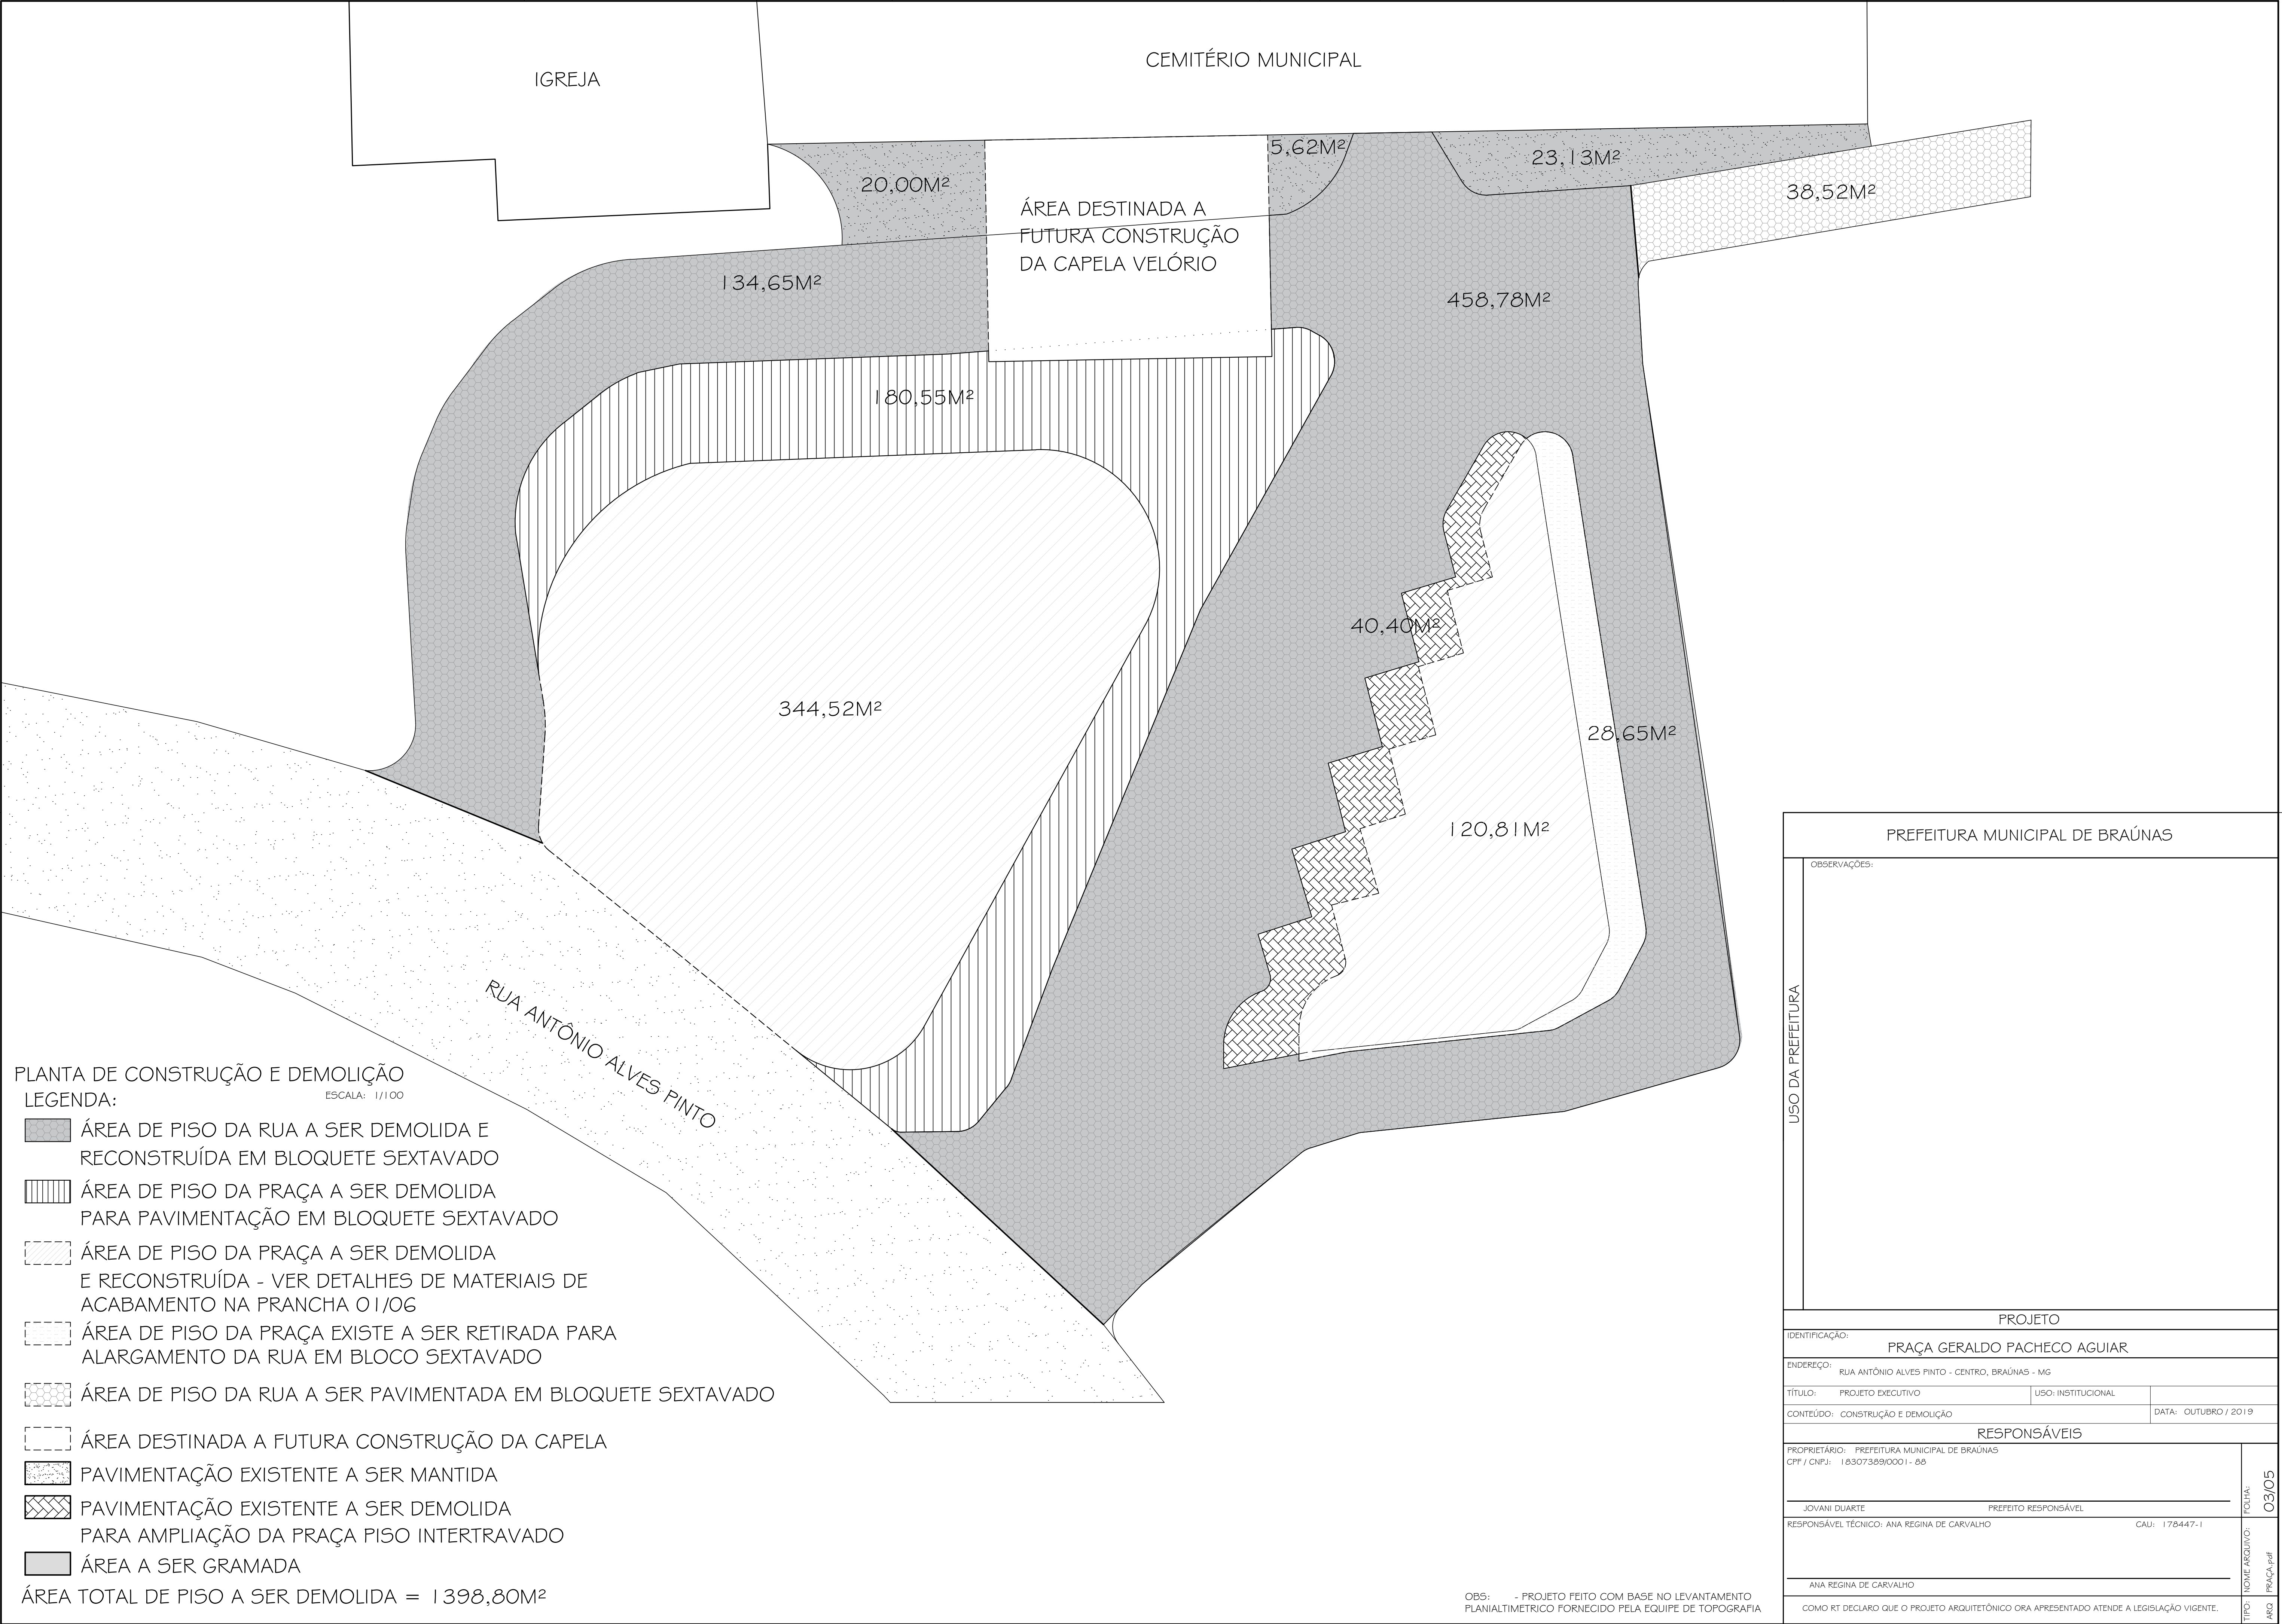 IGREJA
CEMITÉRIO MUNICIPAL
20,00M²
5,62M²
23,13M²
38,52M²
ÁREA DESTINADA A
FUTURA CONSTRUÇÃO
DA CAPELA VELÓRIO
134,65M²
458,78M²
180,55M²
40,40M²
344,52M²
28,65M²
120,81M²
RUA ANTÔNIO ALVES PINTO
PLANTA DE CONSTRUÇÃO E DEMOLIÇÃO
ESCALA: 1/100
LEGENDA:
ÁREA DE PISO DA RUA A SER DEMOLIDA E
RECONSTRUÍDA EM BLOQUETE SEXTAVADO
ÁREA DE PISO DA PRAÇA A SER DEMOLIDA
PARA PAVIMENTAÇÃO EM BLOQUETE SEXTAVADO
ÁREA DE PISO DA PRAÇA A SER DEMOLIDA
E RECONSTRUÍDA - VER DETALHES DE MATERIAIS DE
ACABAMENTO NA PRANCHA 01/06
ÁREA DE PISO DA PRAÇA EXISTE A SER RETIRADA PARA
ALARGAMENTO DA RUA EM BLOCO SEXTAVADO
ÁREA DE PISO DA RUA A SER PAVIMENTADA EM BLOQUETE SEXTAVADO
ÁREA DESTINADA A FUTURA CONSTRUÇÃO DA CAPELA
PAVIMENTAÇÃO EXISTENTE A SER MANTIDA
PAVIMENTAÇÃO EXISTENTE A SER DEMOLIDA
PARA AMPLIAÇÃO DA PRAÇA PISO INTERTRAVADO
ÁREA A SER GRAMADA
ÁREA TOTAL DE PISO A SER DEMOLIDA = 1398,80M²
OBS: - PROJETO FEITO COM BASE NO LEVANTAMENTO
PLANIALTIMETRICO FORNECIDO PELA EQUIPE DE TOPOGRAFIA
PREFEITURA MUNICIPAL DE BRAÚNAS
OBSERVAÇÕES:
USO DA PREFEITURA
PROJETO
IDENTIFICAÇÃO:
PRAÇA GERALDO PACHECO AGUIAR
ENDEREÇO:
RUA ANTÔNIO ALVES PINTO - CENTRO, BRAÚNAS - MG
TÍTULO: PROJETO EXECUTIVO
USO: INSTITUCIONAL
CONTEÚDO: CONSTRUÇÃO E DEMOLIÇÃO
DATA: OUTUBRO / 2019
RESPONSÁVEIS
PROPRIETÁRIO: PREFEITURA MUNICIPAL DE BRAÚNAS
CPF / CNPJ: 18307389/0001- 88
JOVANI DUARTE PREFEITO RESPONSÁVEL
FOLHA:
03/05
RESPONSÁVEL TÉCNICO: ANA REGINA DE CARVALHO CAU: 178447-1
ANA REGINA DE CARVALHO
NOME ARQUIVO:
PRAÇA.pdf
TIPO:
ARQ
COMO RT DECLARO QUE O PROJETO ARQUITETÔNICO ORA APRESENTADO ATENDE A LEGISLAÇÃO VIGENTE.